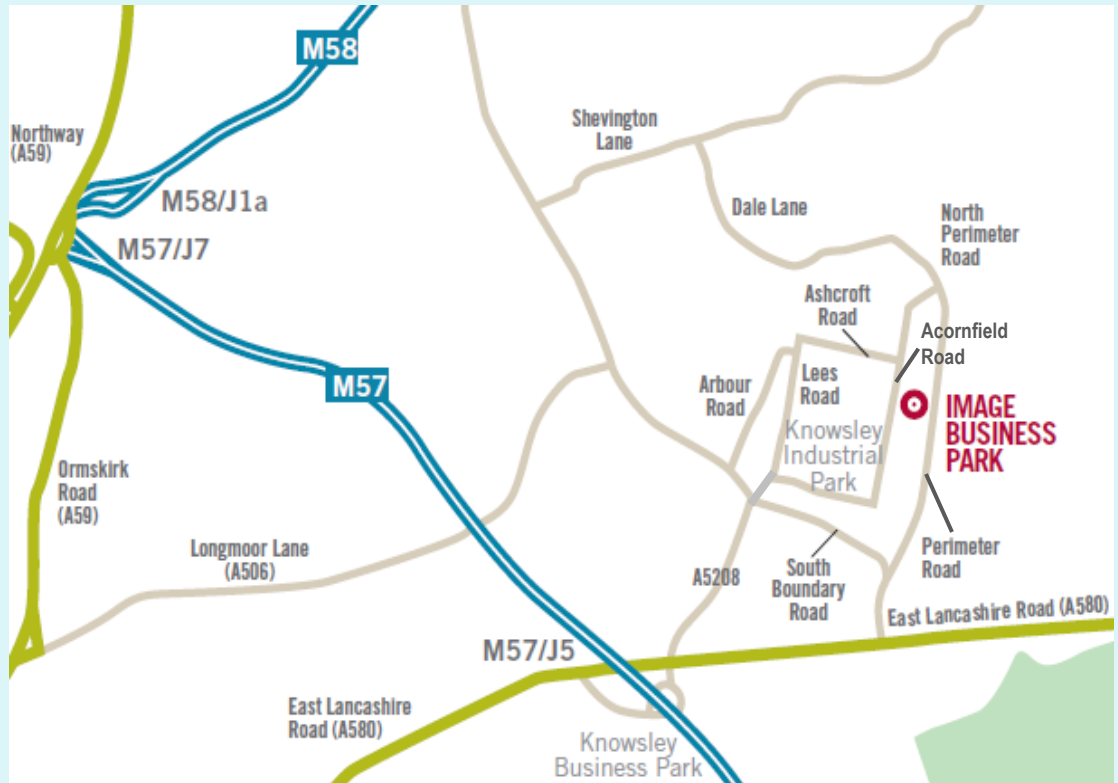 M58
Northway
(A59)
Shevington
Lane
M58/J1a
Dale Lane
North
Perimeter
Road
M57/J7
Ashcroft
Road
Acornfield
Road
M57
Arbour
Road
Lees
Road
IMAGE
BUSINESS
PARK
Knowsley
Industrial
Park
Ormskirk
Road
(A59)
Longmoor Lane
(A506)
A5208
South
Boundary
Road
Perimeter
Road
East Lancashire Road (A580)
M57/J5
East Lancashire
Road (A580)
Knowsley
Business Park